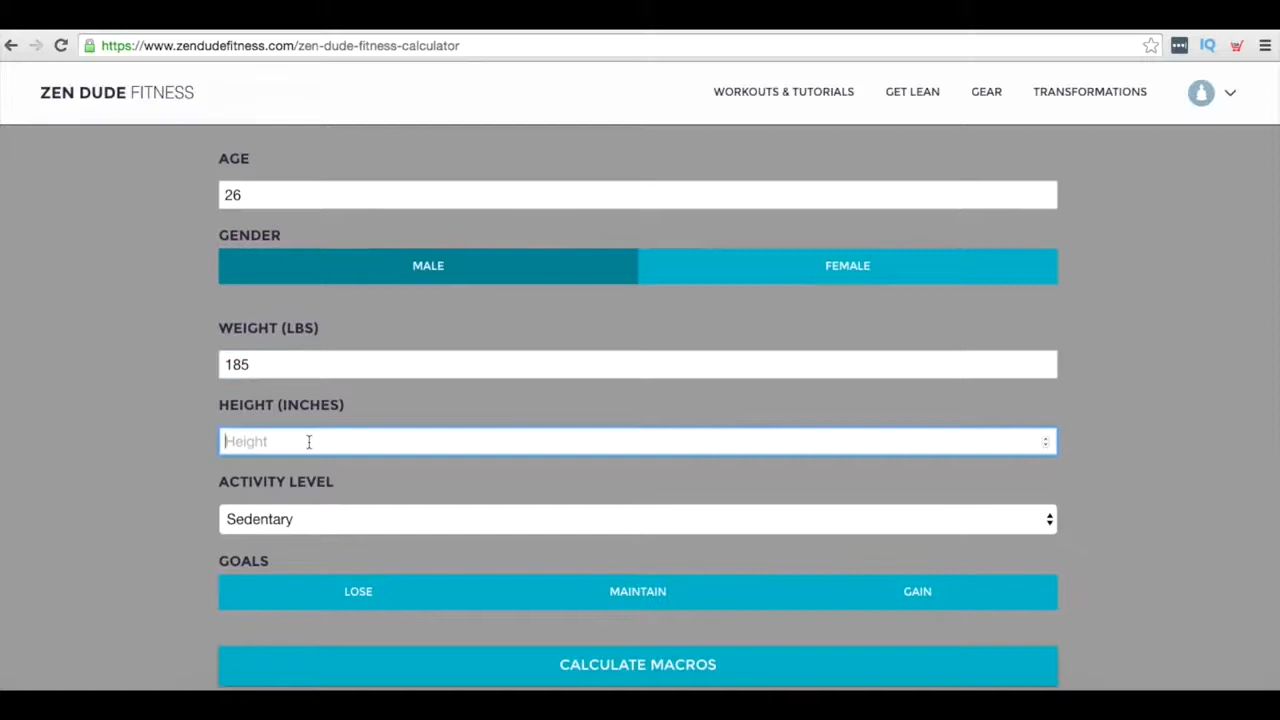 https://www.zendudefitness.com/zen-dude-fitness-calculator
IQ
ZEN DUDE FITNESS
WORKOUTS & TUTORIALS
GET LEAN
GEAR
TRANSFORMATIONS
AGE
26
GENDER
MALE
FEMALE
WEIGHT (LBS)
185
HEIGHT (INCHES)
Height
ACTIVITY LEVEL
Sedentary
GOALS
LOSE
MAINTAIN
GAIN
CALCULATE MACROS